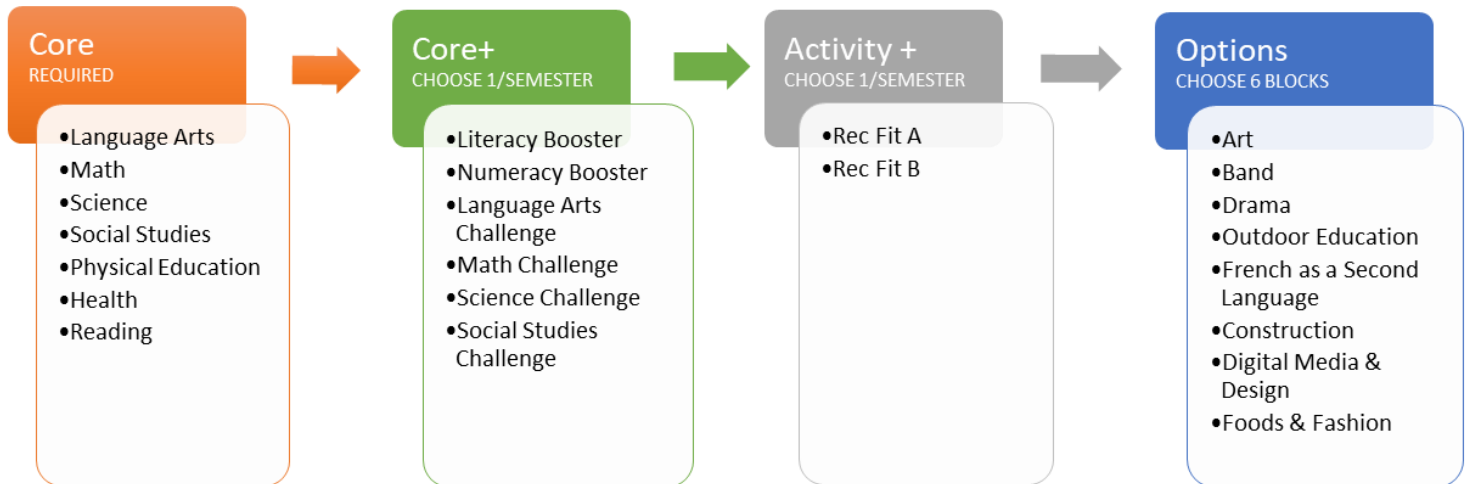 Core
REQUIRED
•Language Arts
•Math
•Science
•Social Studies
•Physical Education
•Health
•Reading
Core+
CHOOSE 1/SEMESTER
•Literacy Booster
•Numeracy Booster
•Language Arts
Challenge
•Math Challenge
•Science Challenge
•Social Studies
Challenge
Activity +
CHOOSE 1/SEMESTER
•Rec Fit A
•Rec Fit B
Options
CHOOSE 6 BLOCKS
•Art
•Band
•Drama
•Outdoor Education
•French as a Second
Language
•Construction
•Digital Media &
Design
•Foods & Fashion